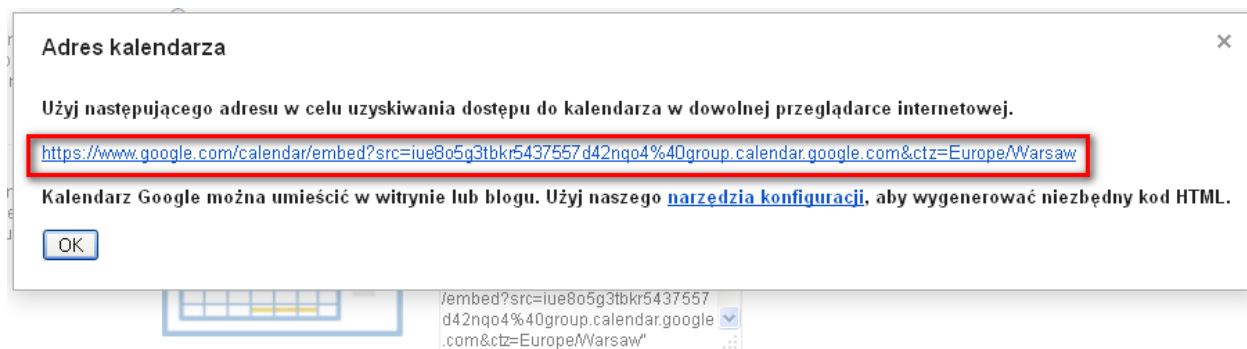 Adres kalendarza
×
Użyj następującego adresu w celu uzyskiwania dostępu do kalendarza w dowolnej przeglądarce internetowej.
https://www.google.com/calendar/embed?src=iue8o5g3tbkr5437557d42nqo4%40group.calendar.google.com&ctz=Europe/Warsaw
Kalendarz Google można umieścić w witrynie lub blogu. Użyj naszego narzędzia konfiguracji, aby wygenerować niezbędny kod HTML.
OK
/embed?src=iue8o5g3tbkr5437557
d42nqo4%40group.calendar.google
.com&ctz=Europe/Warsaw"